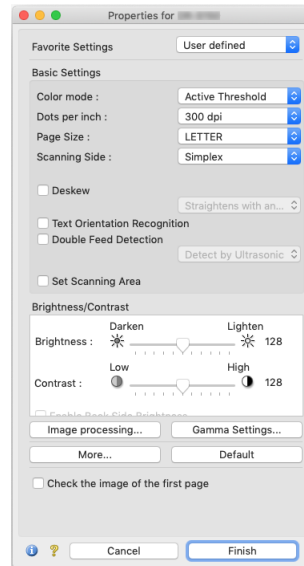 Properties for
Favorite Settings User defined
Basic Settings
Color mode : Active Threshold
Dots per inch : 300 dpi
Page Size : LETTER
Scanning Side : Simplex
Deskew
Straightens with an...
Text Orientation Recognition
Double Feed Detection
Detect by Ultrasonic
Set Scanning Area
Brightness/Contrast
Darken Lighten
Brightness : 128
Low High
Contrast : 128
Enable Back Side Brightness
Image processing... Gamma Settings...
More... Default
Check the image of the first page
Cancel Finish